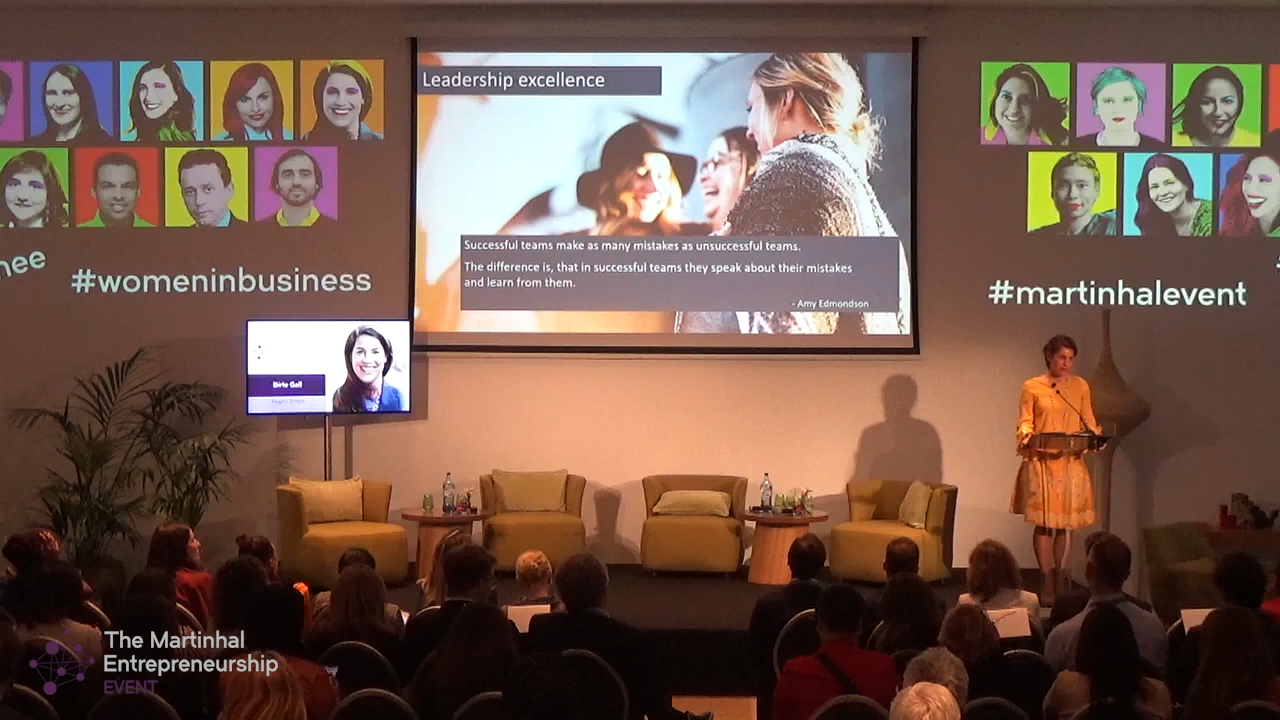 Leadership excellence
Successful teams make as many mistakes as unsuccessful teams.
The difference is, that in successful teams they speak about their mistakes
and learn from them.
- Amy Edmondson
nee
#womeninbusiness
#martinhalevent
Birte Gall
The Martinhal
Entrepreneurship
EVENT